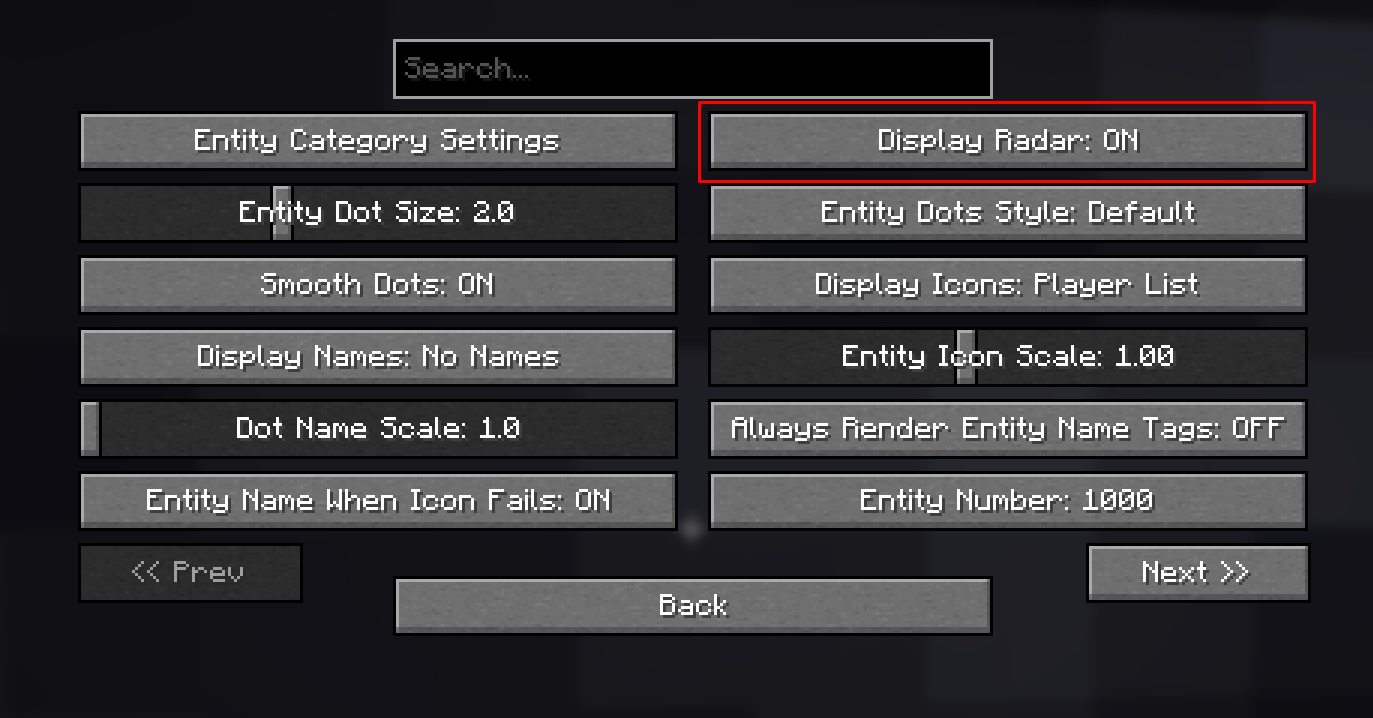 Search...
Entity Category Settings
Display Radar: ON
Entity Dot Size: 2.0
Entity Dots Style: Default
Smooth Dots: ON
Display Icons: Player List
Display Names: No Names
Entity Icon Scale: 1.00
Dot Name Scale: 1.0
Always Render Entity Name Tags: OFF
Entity Name When Icon Fails: ON
Entity Number: 1000
<< Prev
Next >>
Back